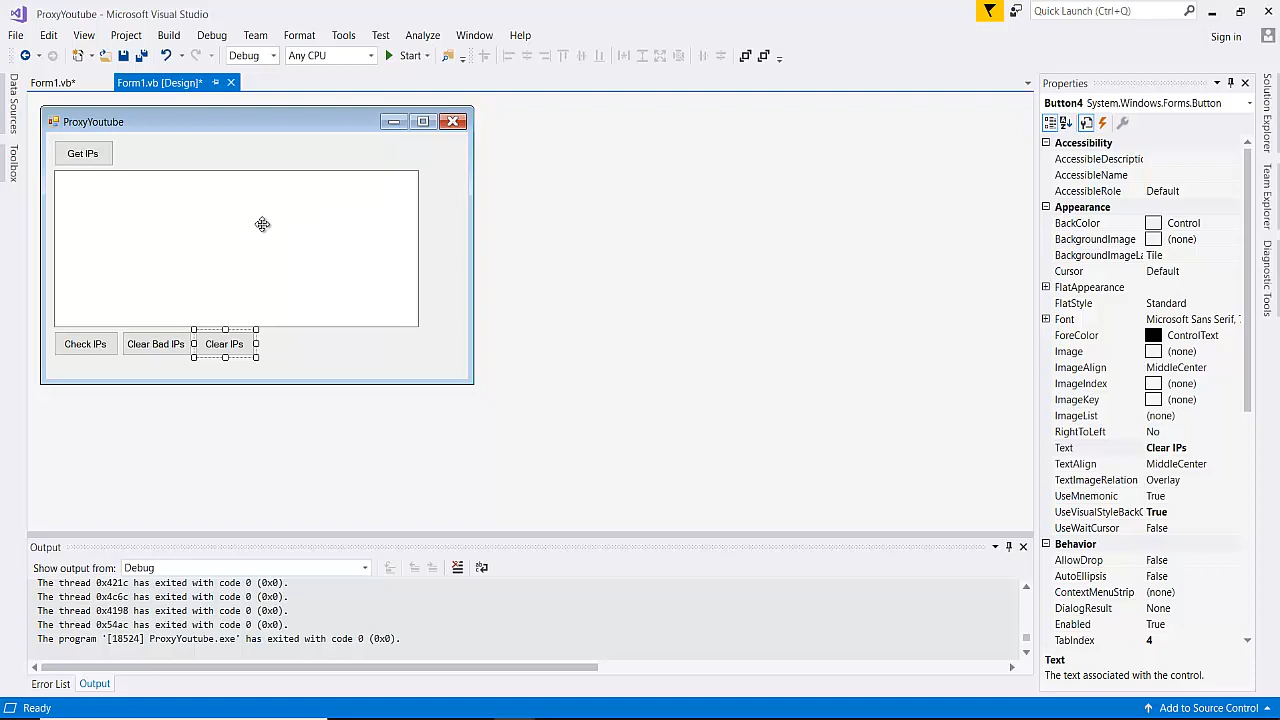 ProxyYoutube - Microsoft Visual Studio
Quick Launch (Ctrl+Q)
File Edit View Project Build Debug Team Format Tools Test Analyze Window Help
Sign in
Debug Any CPU Start
Form1.vb* Form1.vb [Design]*
Data Sources
Toolbox
ProxyYoutube
Get IPs
Check IPs Clear Bad IPs Clear IPs
Output
Show output from: Debug
The thread 0x421c has exited with code 0 (0x0).
The thread 0x4c6c has exited with code 0 (0x0).
The thread 0x4198 has exited with code 0 (0x0).
The thread 0x54ac has exited with code 0 (0x0).
The program '[18524] ProxyYoutube.exe' has exited with code 0 (0x0).
Error List Output
Properties
Button4 System.Windows.Forms.Button
Accessibility
AccessibleDescriptic
AccessibleName
AccessibleRole Default
Appearance
BackColor Control
BackgroundImage (none)
BackgroundImageLa Tile
Cursor Default
FlatAppearance
FlatStyle Standard
Font Microsoft Sans Serif, 
ForeColor ControlText
Image (none)
ImageAlign MiddleCenter
ImageIndex (none)
ImageKey (none)
ImageList (none)
RightToLeft No
Text Clear IPs
TextAlign MiddleCenter
TextImageRelation Overlay
UseMnemonic True
UseVisualStyleBackC True
UseWaitCursor False
Behavior
AllowDrop False
AutoEllipsis False
ContextMenuStrip (none)
DialogResult None
Enabled True
TabIndex 4
Text
The text associated with the control.
Solution Explorer
Team Explorer
Diagnostic Tools
Ready
Add to Source Control